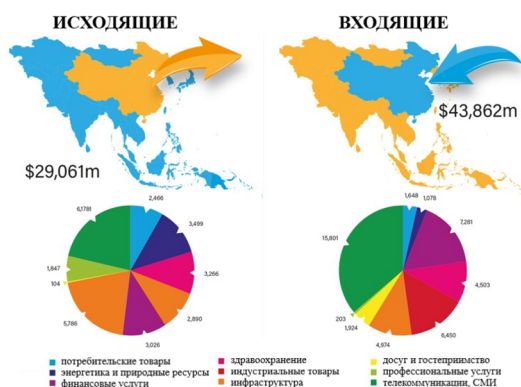 ИСХОДЯЩИЕ
ВХОДЯЩИЕ
$29,061m
$43,862m
2,466
3,499
3,266
2,890
3,026
5,786
104
1,847
6,178
1,648
1,078
7,281
4,503
6,450
4,974
1,924
203
15,801
потребительские товары
энергетика и природные ресурсы
финансовые услуги
здравоохранение
индустриальные товары
инфраструктура
досуг и гостеприимство
профессиональные услуги
телекоммуникации, СМИ